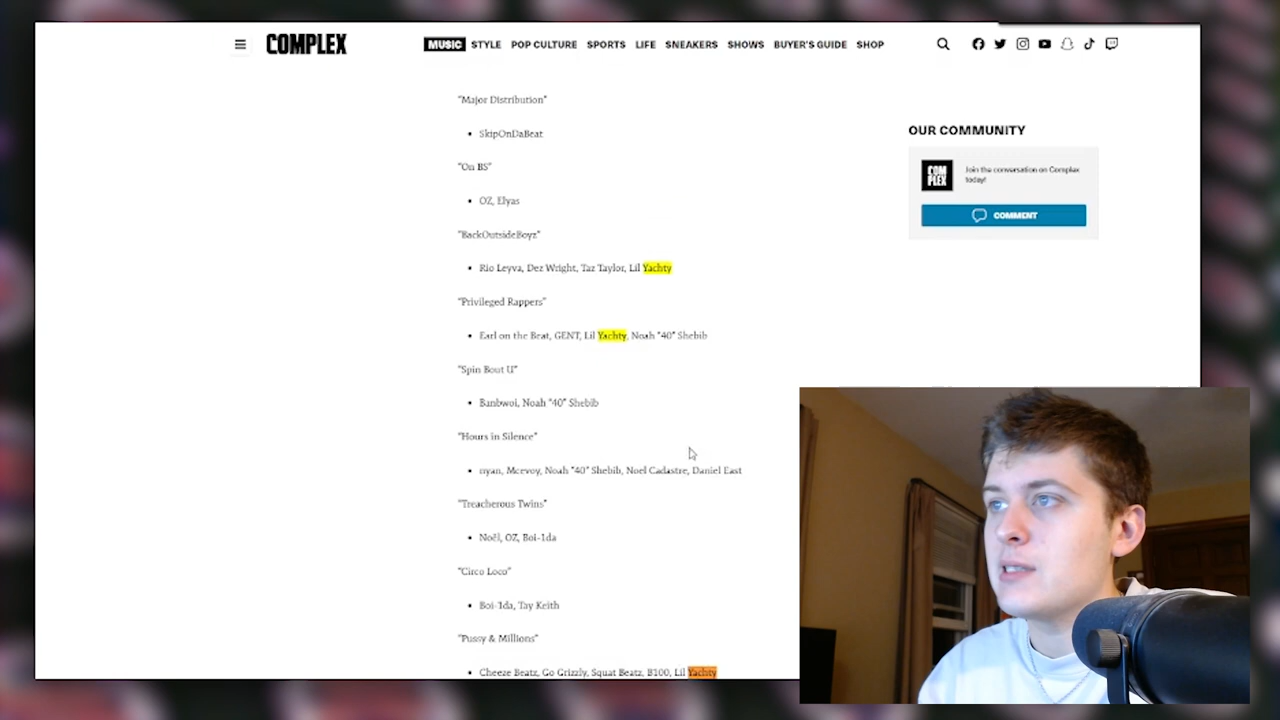 COMPLEX
MUSIC STYLE POP CULTURE SPORTS LIFE SNEAKERS SHOWS BUYER'S GUIDE SHOP
"Major Distribution"
• SkipOnDaBeat
"On BS"
• OZ, Elyas
"BackOutsideBoyz"
• Rio Leyva, Dez Wright, Taz Taylor, Lil Yachty
"Privileged Rappers"
• Earl on the Beat, GENT, Lil Yachty, Noah "40" Shebib
"Spin Bout U"
• Banbwoi, Noah "40" Shebib
"Hours in Silence"
• nyan, Mcevoy, Noah "40" Shebib, Noel Cadastre, Daniel East
"Treacherous Twins"
• Noël, OZ, Boi-1da
"Circo Loco"
• Boi-1da, Tay Keith
"Pussy & Millions"
• Cheeze Beatz, Go Grizzly, Squat Beatz, B100, Lil Yachty
OUR COMMUNITY
COM
PLEX
Join the conversation on Complex
today!
COMMENT